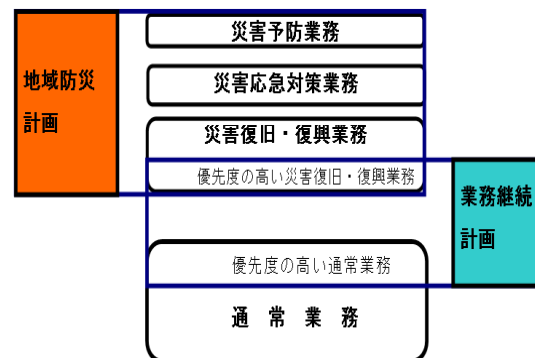 地域防災
計画
災害予防業務
災害応急対策業務
災害復旧・復興業務
優先度の高い災害復旧・復興業務
業務継続
計画
優先度の高い通常業務
通常業務